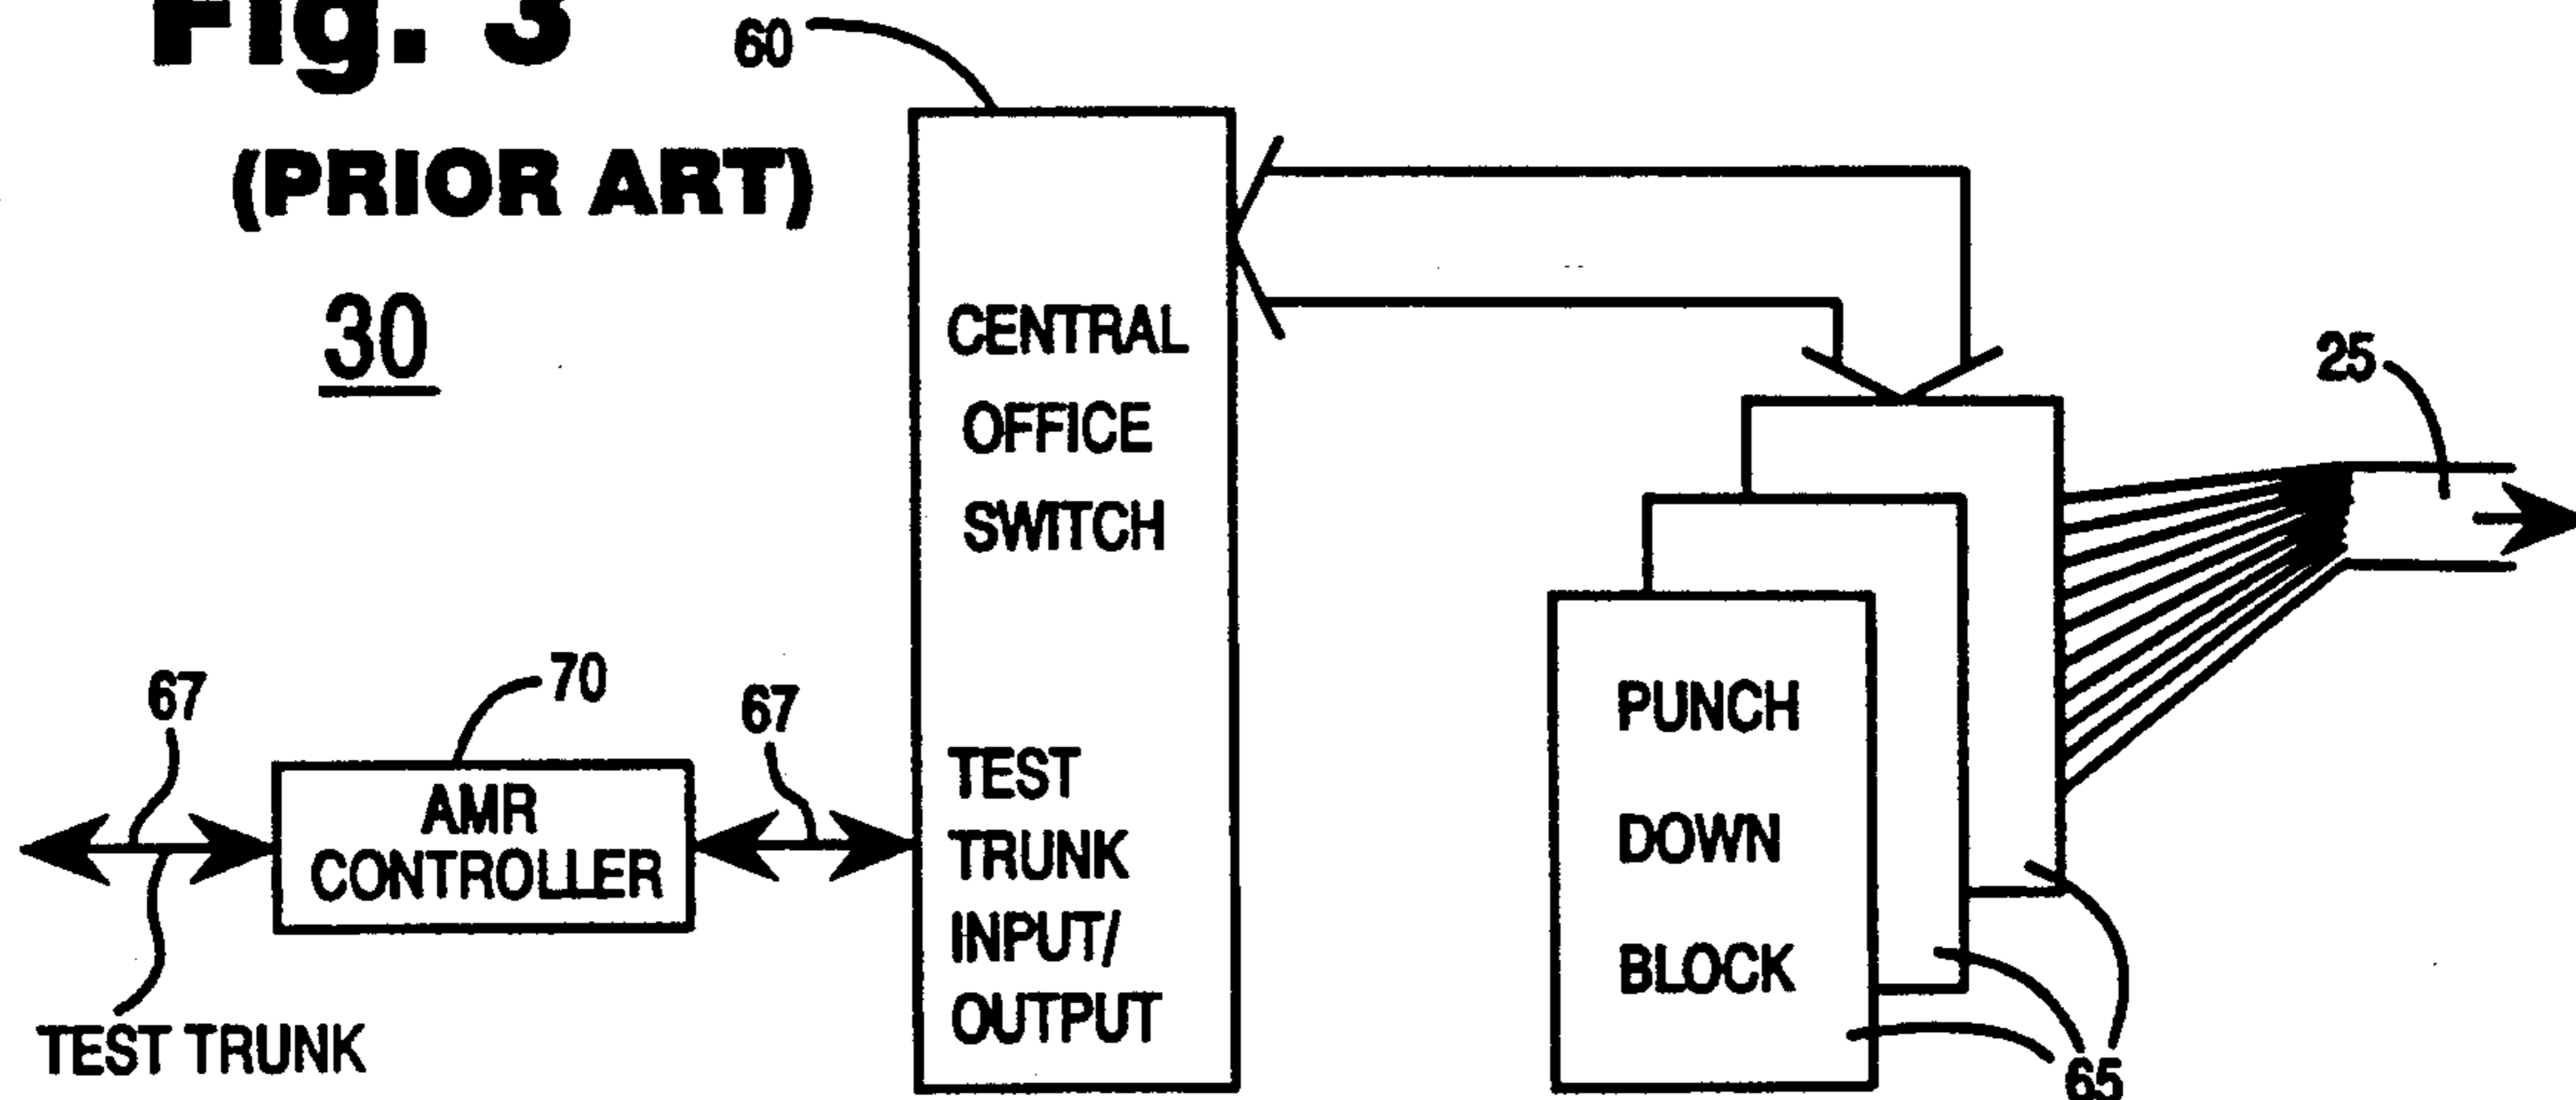 Fig. 3
(PRIOR ART)
30
60
CENTRAL
OFFICE
SWITCH
TEST
TRUNK
INPUT/
OUTPUT
25
67
70
67
AMR
CONTROLLER
TEST TRUNK
PUNCH
DOWN
BLOCK
65